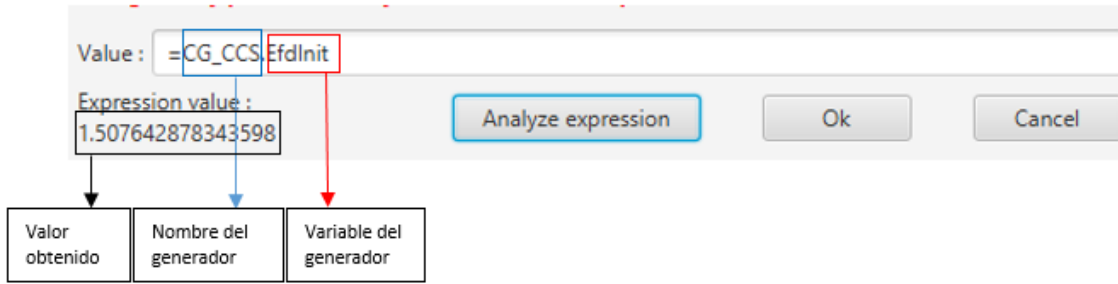 Value : =CG_CCS.EfdInit
Expression value :
1.507642878343598
Analyze expression
Ok
Cancel
Valor
obtenido
Nombre del
generador
Variable del
generador